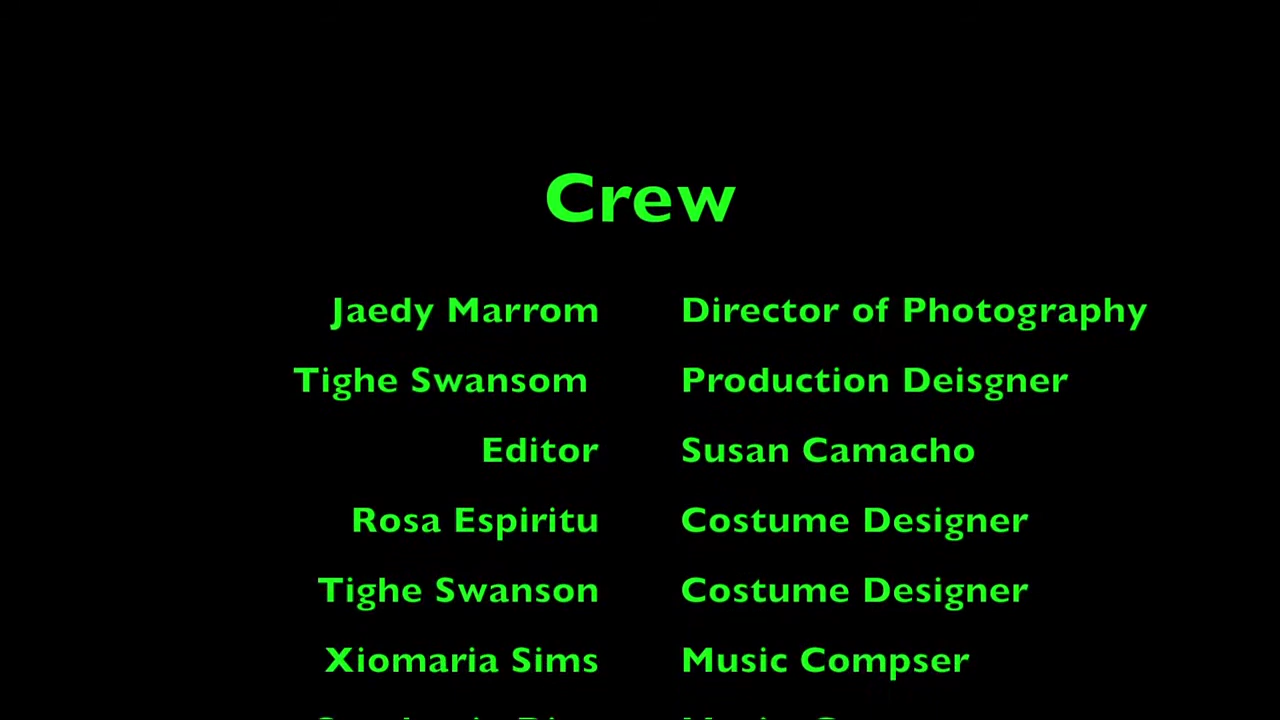 Crew
Jaedy Marrom Director of Photography
Tighe Swansom Production Deisgner
Editor Susan Camacho
Rosa Espiritu Costume Designer
Tighe Swanson Costume Designer
Xiomaria Sims Music Compser